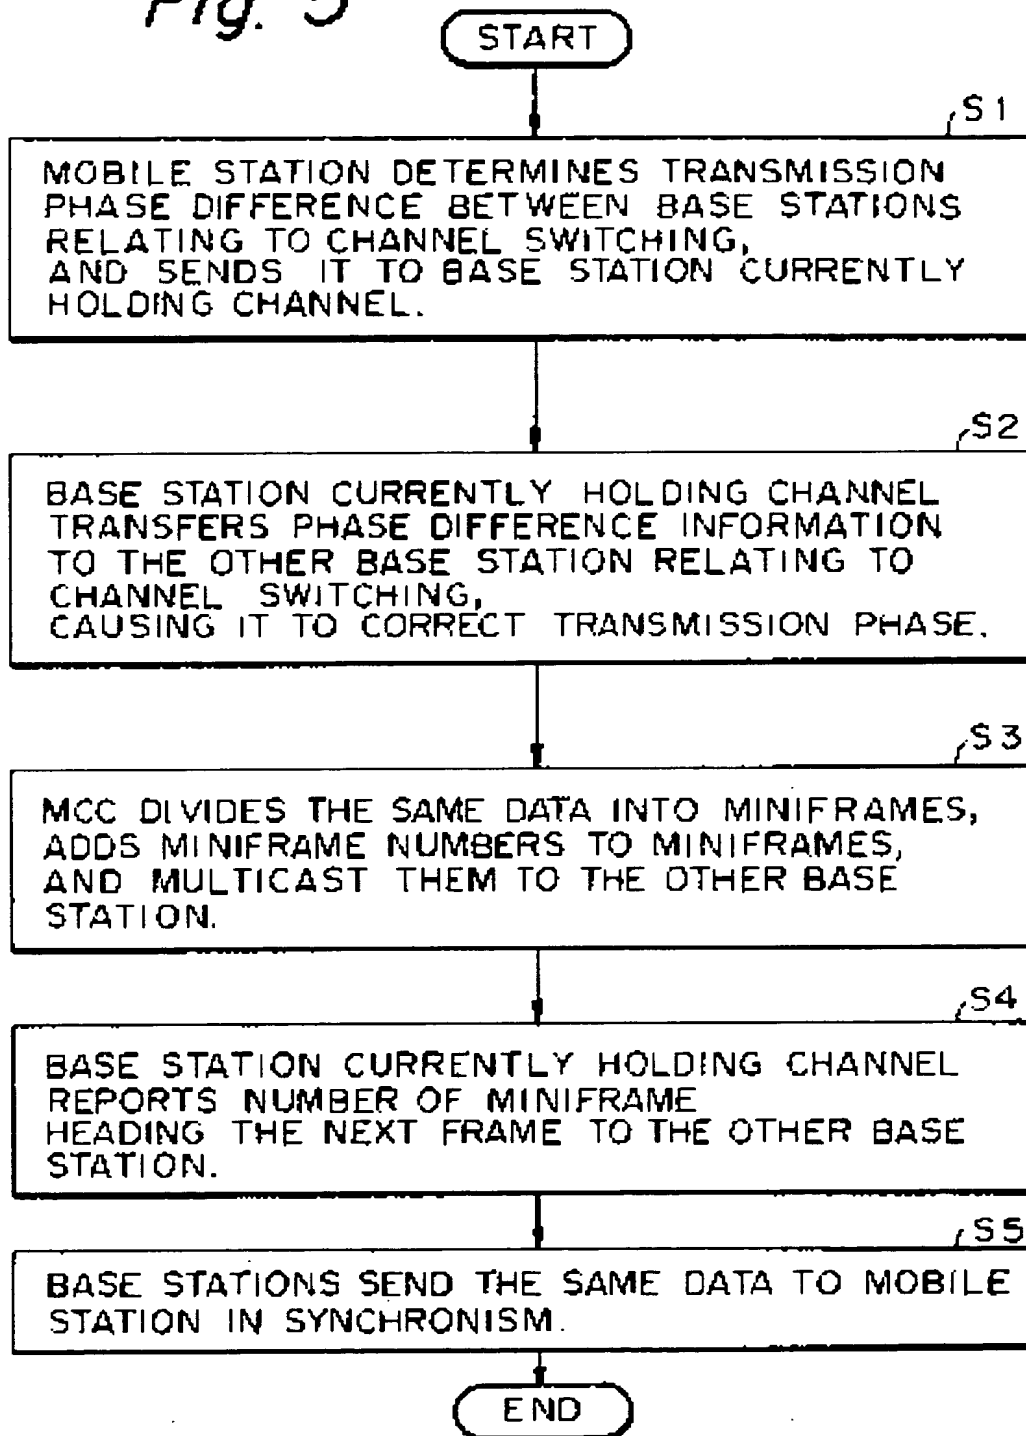 Fig. 5
START
S1
MOBILE STATION DETERMINES TRANSMISSION
PHASE DIFFERENCE BETWEEN BASE STATIONS
RELATING TO CHANNEL SWITCHING,
AND SENDS IT TO BASE STATION CURRENTLY
HOLDING CHANNEL.
S2
BASE STATION CURRENTLY HOLDING CHANNEL
TRANSFERS PHASE DIFFERENCE INFORMATION
TO THE OTHER BASE STATION RELATING TO
CHANNEL SWITCHING,
CAUSING IT TO CORRECT TRANSMISSION PHASE.
S3
MCC DIVIDES THE SAME DATA INTO MINIFRAMES,
ADDS MINIFRAME NUMBERS TO MINIFRAMES,
AND MULTICAST THEM TO THE OTHER BASE
STATION.
S4
BASE STATION CURRENTLY HOLDING CHANNEL
REPORTS NUMBER OF MINIFRAME
HEADING THE NEXT FRAME TO THE OTHER BASE
STATION.
S5
BASE STATIONS SEND THE SAME DATA TO MOBILE
STATION IN SYNCHRONISM.
END